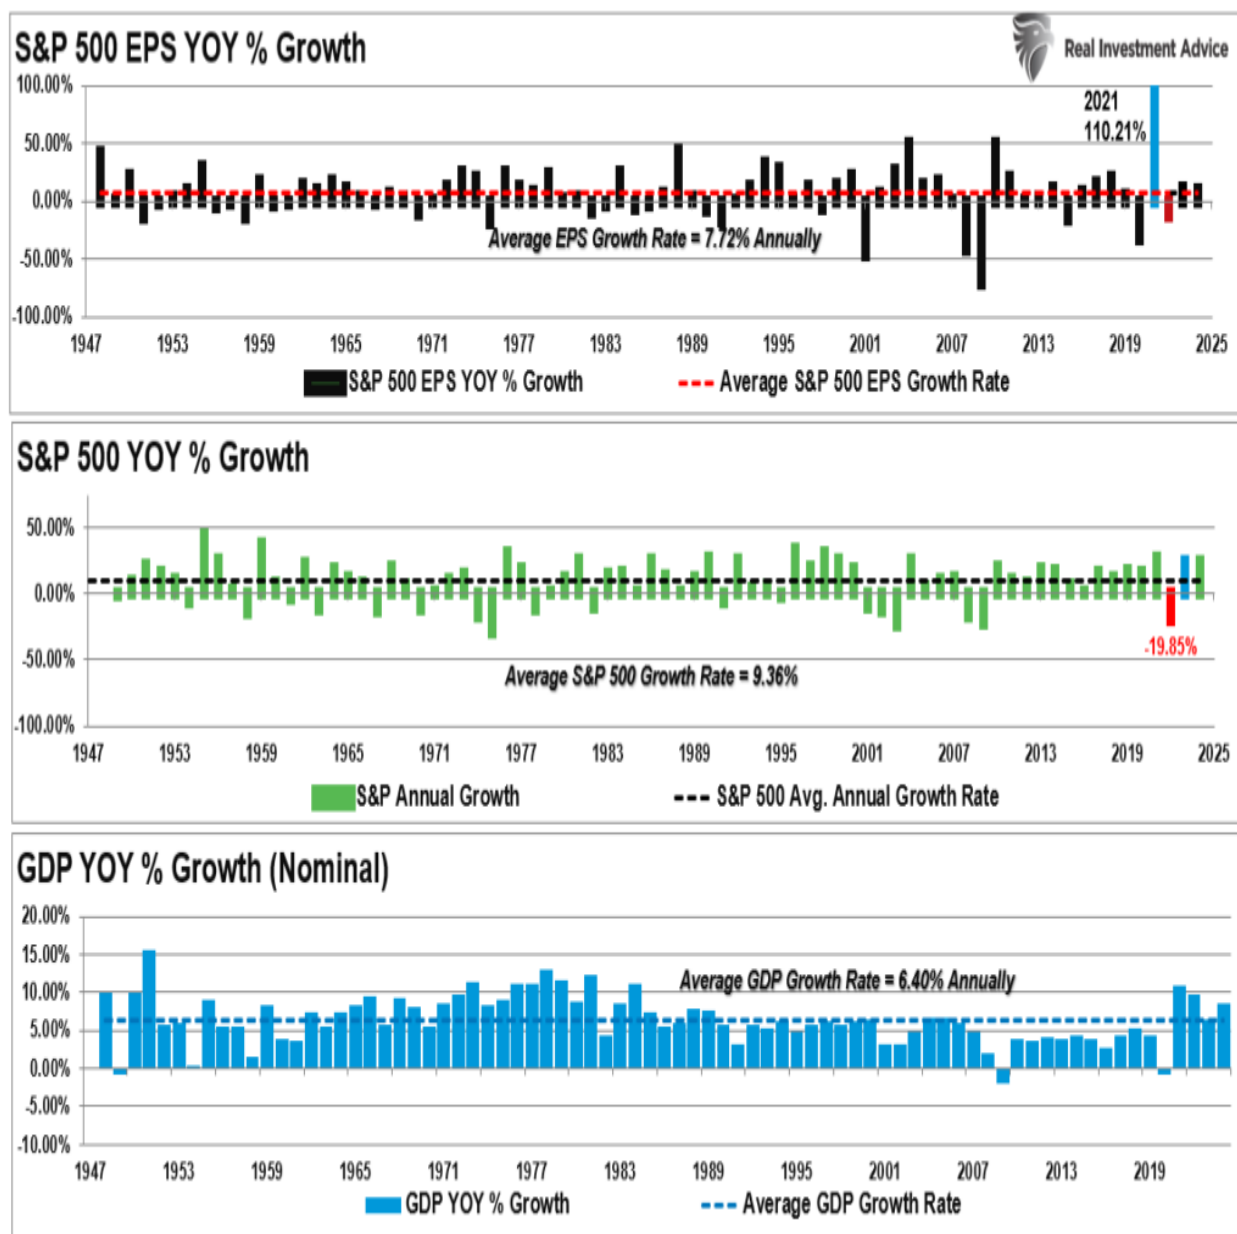 S&P 500 EPS YOY % Growth
Real Investment Advice
100.00%
50.00%
0.00%
-50.00%
-100.00%
2021
110.21%
Average EPS Growth Rate = 7.72% Annually
1947 1953 1959 1965 1971 1977 1983 1989 1995 2001 2007 2013 2019 2025
S&P 500 EPS YOY % Growth Average S&P 500 EPS Growth Rate
S&P 500 YOY % Growth
50.00%
0.00%
-50.00%
-100.00%
-19.85%
Average S&P 500 Growth Rate = 9.36%
1947 1953 1959 1965 1971 1977 1983 1989 1995 2001 2007 2013 2019 2025
S&P Annual Growth S&P 500 Avg. Annual Growth Rate
GDP YOY % Growth (Nominal)
20.00%
15.00%
10.00%
5.00%
0.00%
-5.00%
-10.00%
Average GDP Growth Rate = 6.40% Annually
1947 1953 1959 1965 1971 1977 1983 1989 1995 2001 2007 2013 2019
GDP YOY % Growth Average GDP Growth Rate